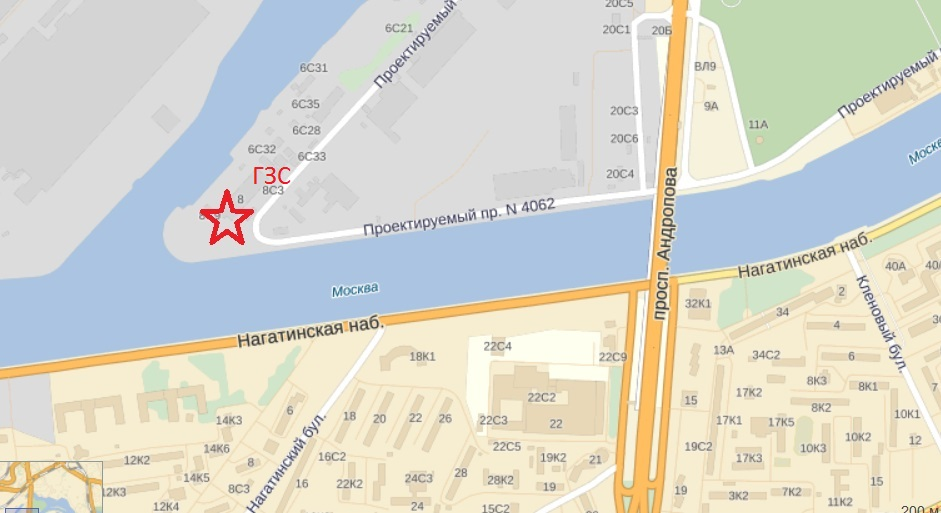 20С5
6С21
20С1
20Б
Проектируемый
6С31
ВЛ9
6С35
9А
20С3
Проектируемый
6С28
11А
20С6
6С32
6С33
Москв
ГЗС
20С4
8С3
8
Проектируемый пр. N 4062
просп. Андропова
Нагатинская наб.
Москва
40А
40/
2
32К1
34
Кленовый бул.
4
Нагатинская наб.
22С4
22С9
13А
34С2
6
18К1
8К3
8К1
22С2
17К2
15
8К2
6
10К1
14К3
18
20
22
26
22С3
22
17К1
10К3
10К2
12
Нагатинский бул.
14К6
22С5
19С2
12К2
16С2
19К2
21
17К3
8
28
14К5
24С3
28К2
8С3
16
22К2
19
3К2
7К2
2К5
12К3
11К2
12К4
24
15С2
200 м